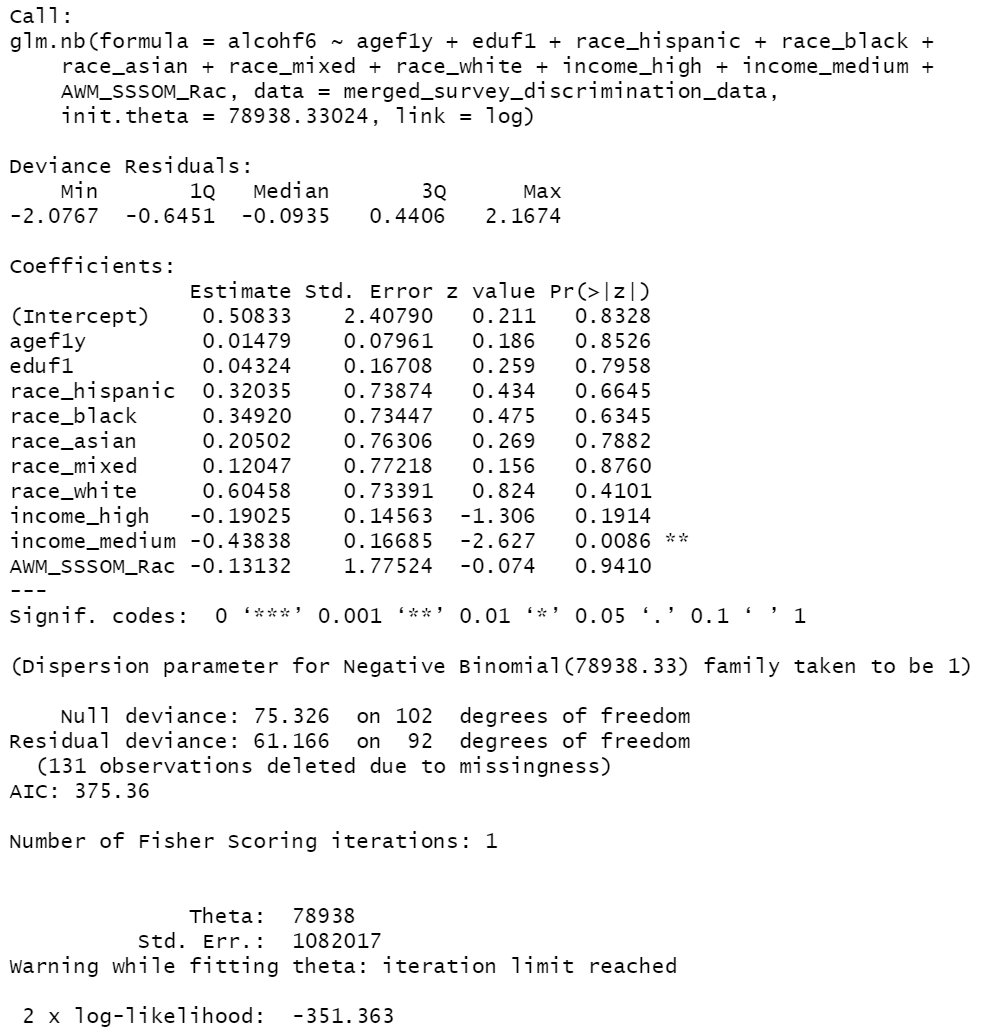 Call:
glm.nb(formula = alcohf6 ~ agef1y + eduf1 + race_hispanic + race_black +
    race_asian + race_mixed + race_white + income_high + income_medium +
    AWM_SSSOM_Rac, data = merged_survey_discrimination_data,
    init.theta = 78938.33024, link = log)

Deviance Residuals:
    Min       1Q   Median       3Q      Max
-2.0767  -0.6451  -0.0935   0.4406   2.1674

Coefficients:
              Estimate Std. Error z value Pr(>|z|)
(Intercept)    0.50833    2.40790   0.211   0.8328
agef1y         0.01479    0.07961   0.186   0.8526
eduf1          0.04324    0.16708   0.259   0.7958
race_hispanic  0.32035    0.73874   0.434   0.6645
race_black     0.34920    0.73447   0.475   0.6345
race_asian     0.20502    0.76306   0.269   0.7882
race_mixed     0.12047    0.77218   0.156   0.8760
race_white     0.60458    0.73391   0.824   0.4101
income_high   -0.19025    0.14563  -1.306   0.1914
income_medium -0.43838    0.16685  -2.627   0.0086 **
AWM_SSSOM_Rac -0.13132    1.77524  -0.074   0.9410
---
Signif. codes:  0 ‘***’ 0.001 ‘**’ 0.01 ‘*’ 0.05 ‘.’ 0.1 ‘ ’ 1

(Dispersion parameter for Negative Binomial(78938.33) family taken to be 1)

    Null deviance: 75.326  on 102  degrees of freedom
Residual deviance: 61.166  on  92  degrees of freedom
  (131 observations deleted due to missingness)
AIC: 375.36

Number of Fisher Scoring iterations: 1


              Theta:  78938
          Std. Err.:  1082017
Warning while fitting theta: iteration limit reached

 2 x log-likelihood:  -351.363